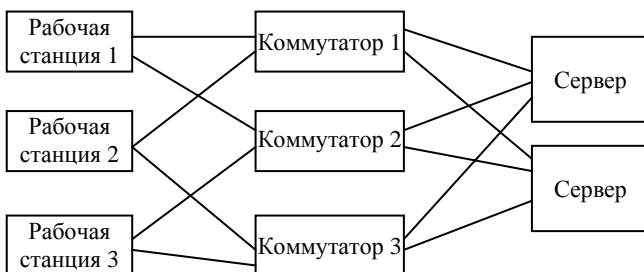 Рабочая
станция 1
Коммутатор 1
Сервер
Рабочая
станция 2
Коммутатор 2
Сервер
Рабочая
станция 3
Коммутатор 3